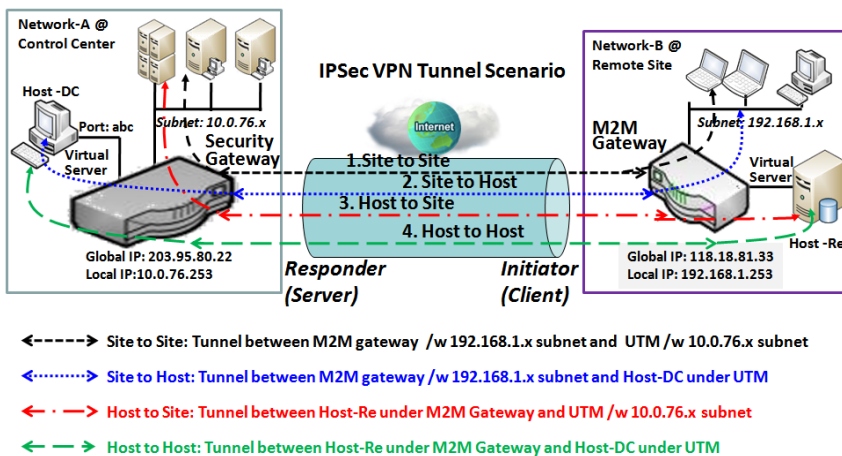 Network-A @
Control Center
Host -DC
Port: abc
Subnet: 10.0.76.x
Virtual
Server
Security
Gateway
IPSec VPN Tunnel Scenario
Internet
1.Site to Site
2. Site to Host
3. Host to Site
4. Host to Host
Network-B @
Remote Site
Subnet: 192.168.1.x
M2M
Gateway
Virtual
Server
Host -Re
Global IP: 203.95.80.22
Local IP:10.0.76.253
Responder
(Server)
Initiator
(Client)
Global IP: 118.18.81.33
Local IP: 192.168.1.253
Site to Site: Tunnel between M2M gateway /w 192.168.1.x subnet and UTM /w 10.0.76.x subnet
Site to Host: Tunnel between M2M gateway /w 192.168.1.x subnet and Host-DC under UTM
Host to Site: Tunnel between Host-Re under M2M Gateway and UTM /w 10.0.76.x subnet
Host to Host: Tunnel between Host-Re under M2M Gateway and Host-DC under UTM